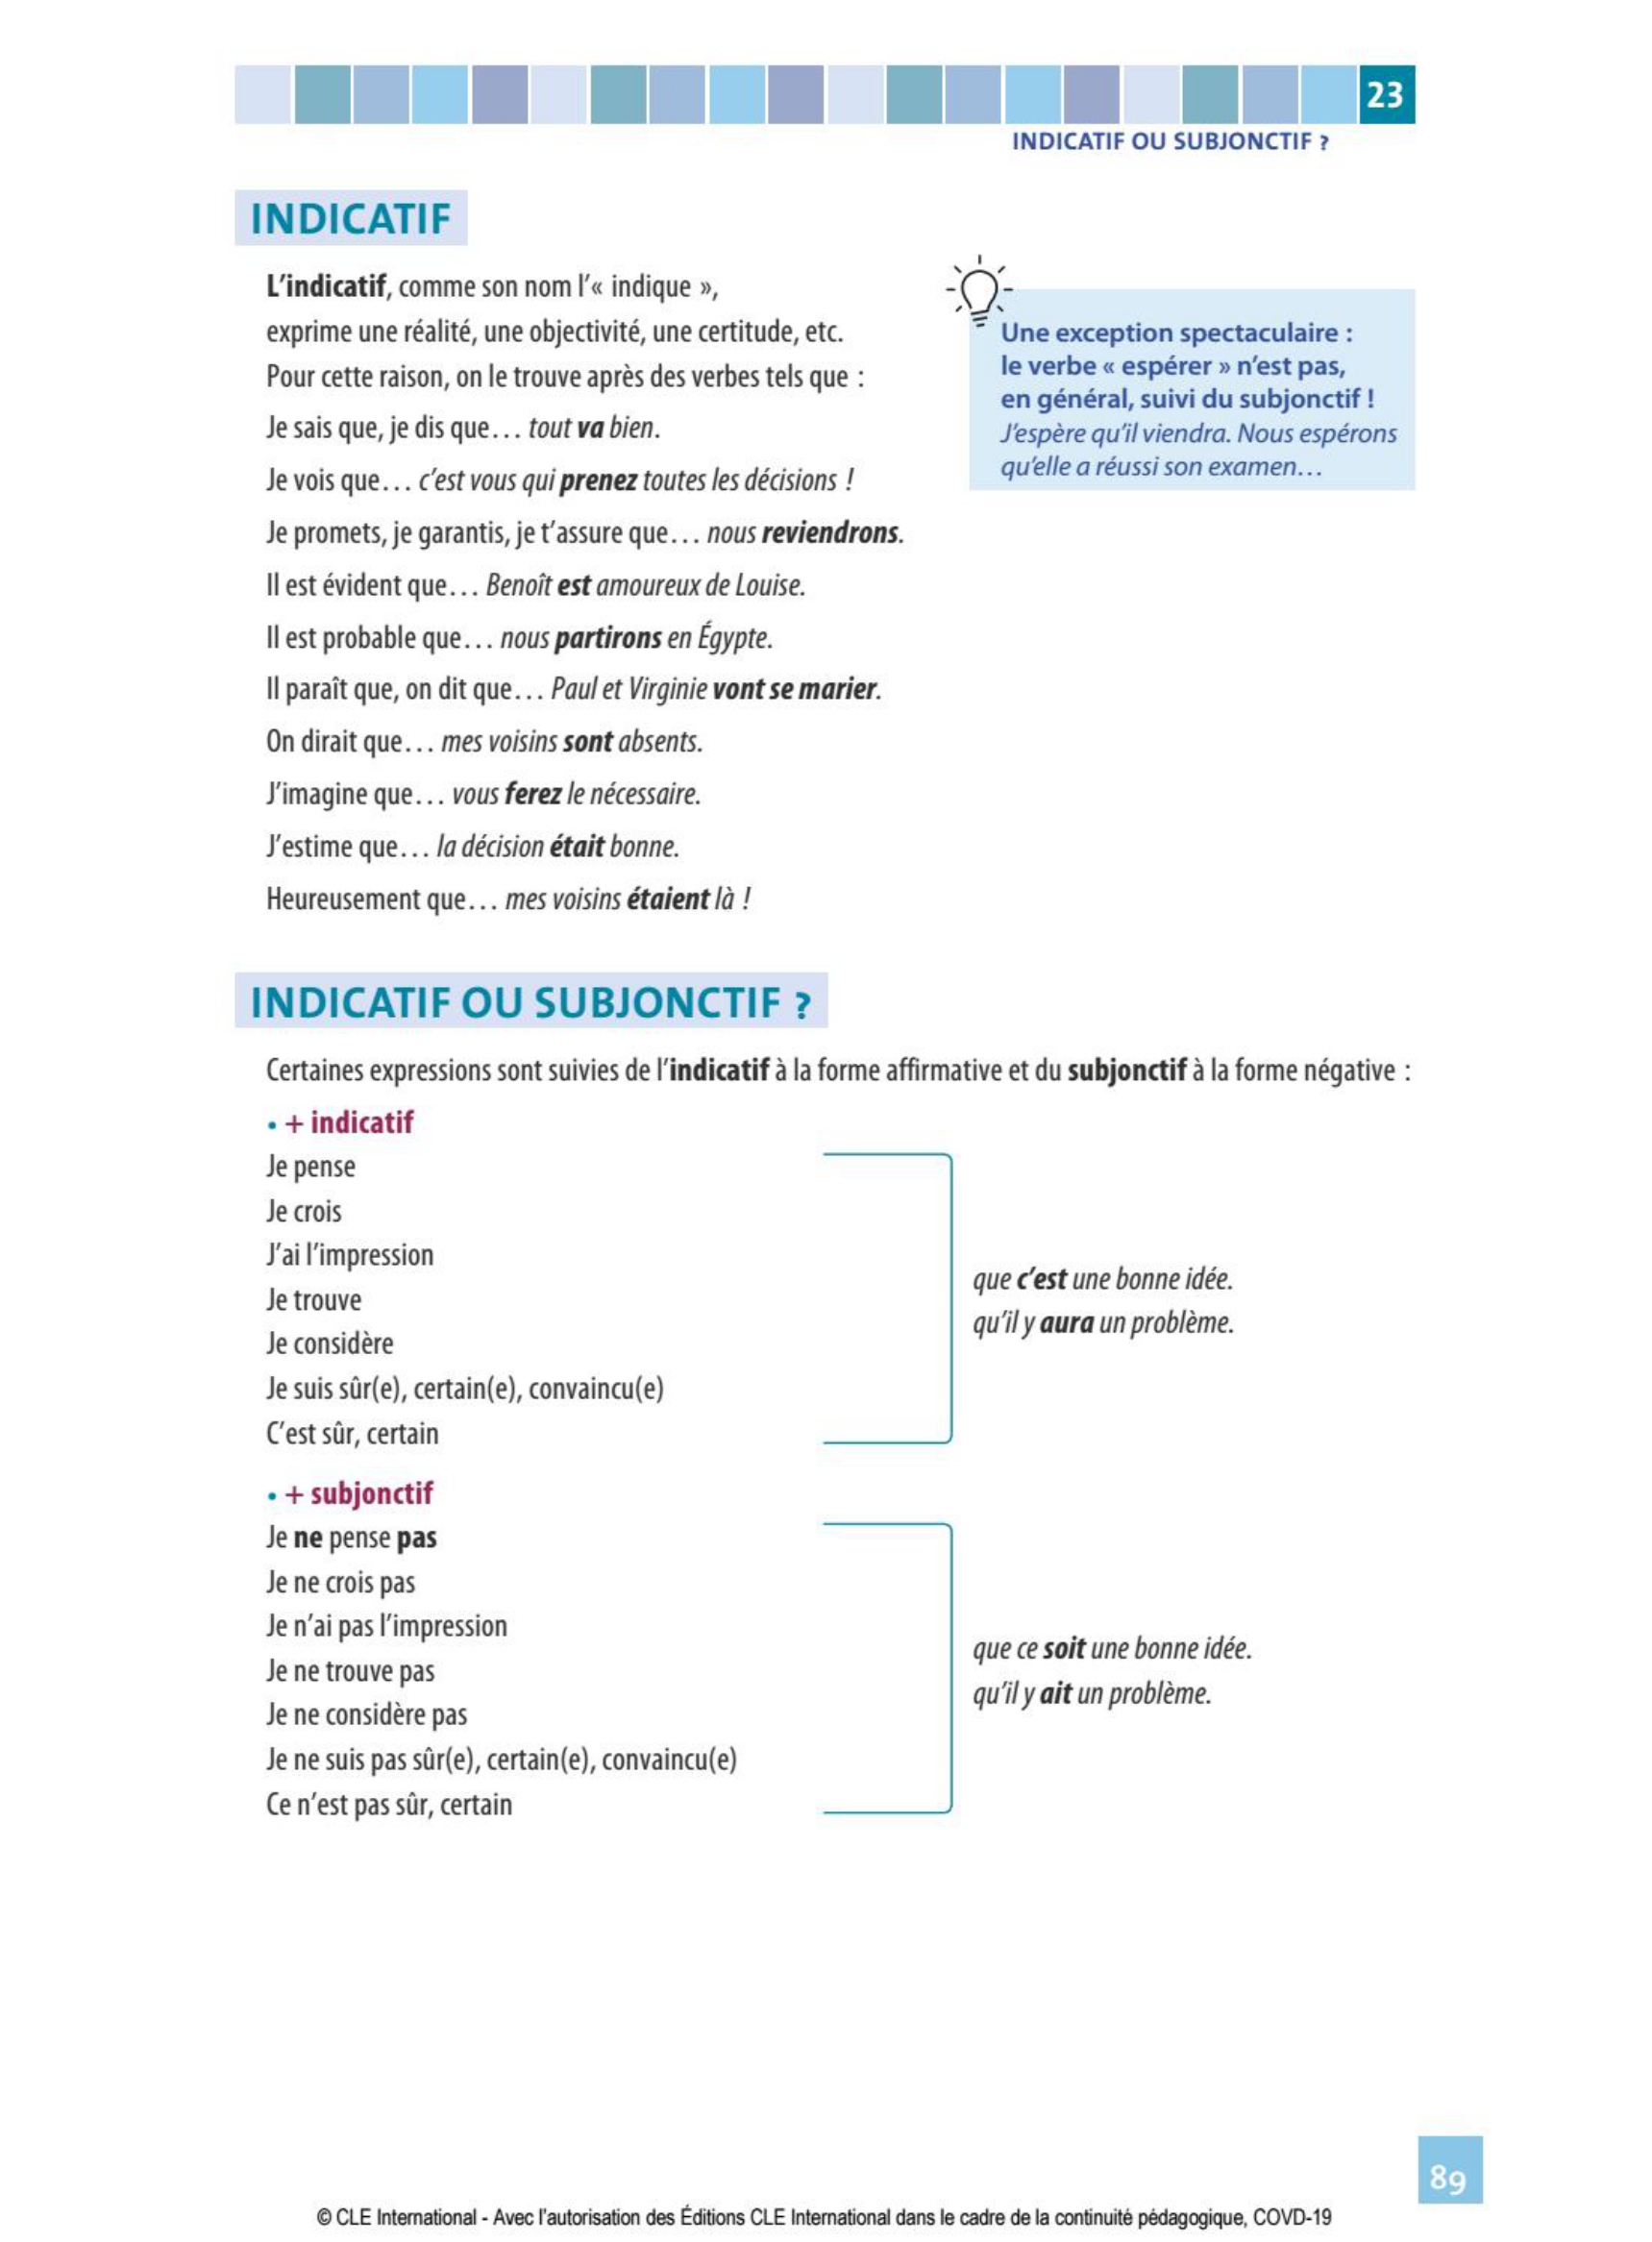 23
INDICATIF OU SUBJONCTIF ?
INDICATIF
L'indicatif, comme son nom l'« indique »,
exprime une réalité, une objectivité, une certitude, etc.
Pour cette raison, on le trouve après des verbes tels que :
Je sais que, je dis que... tout va bien.
Je vois que... c'est vous qui prenez toutes les décisions !
Je promets, je garantis, je t'assure que... nous reviendrons.
Il est évident que... Benoît est amoureux de Louise.
Il est probable que... nous partirons en Égypte.
Il paraît que, on dit que... Paul et Virginie vont se marier.
On dirait que... mes voisins sont absents.
J'imagine que... vous ferez le nécessaire.
J'estime que... la décision était bonne.
Heureusement que... mes voisins étaient là !
Une exception spectaculaire :
le verbe « espérer » n'est pas,
en général, suivi du subjonctif !
J'espère qu'il viendra. Nous espérons
qu'elle a réussi son examen...
INDICATIF OU SUBJONCTIF ?
Certaines expressions sont suivies de l'indicatif à la forme affirmative et du subjonctif à la forme négative :
• + indicatif
Je pense
Je crois
J'ai l'impression
Je trouve
Je considère
Je suis sûr(e), certain(e), convaincu(e)
C'est sûr, certain
que c'est une bonne idée.
qu'il y aura un problème.
• + subjonctif
Je ne pense pas
Je ne crois pas
Je n'ai pas l'impression
Je ne trouve pas
Je ne considère pas
Je ne suis pas sûr(e), certain(e), convaincu(e)
Ce n'est pas sûr, certain
que ce soit une bonne idée.
qu'il y ait un problème.
89
© CLE International - Avec l'autorisation des Éditions CLE International dans le cadre de la continuité pédagogique, COVD-19